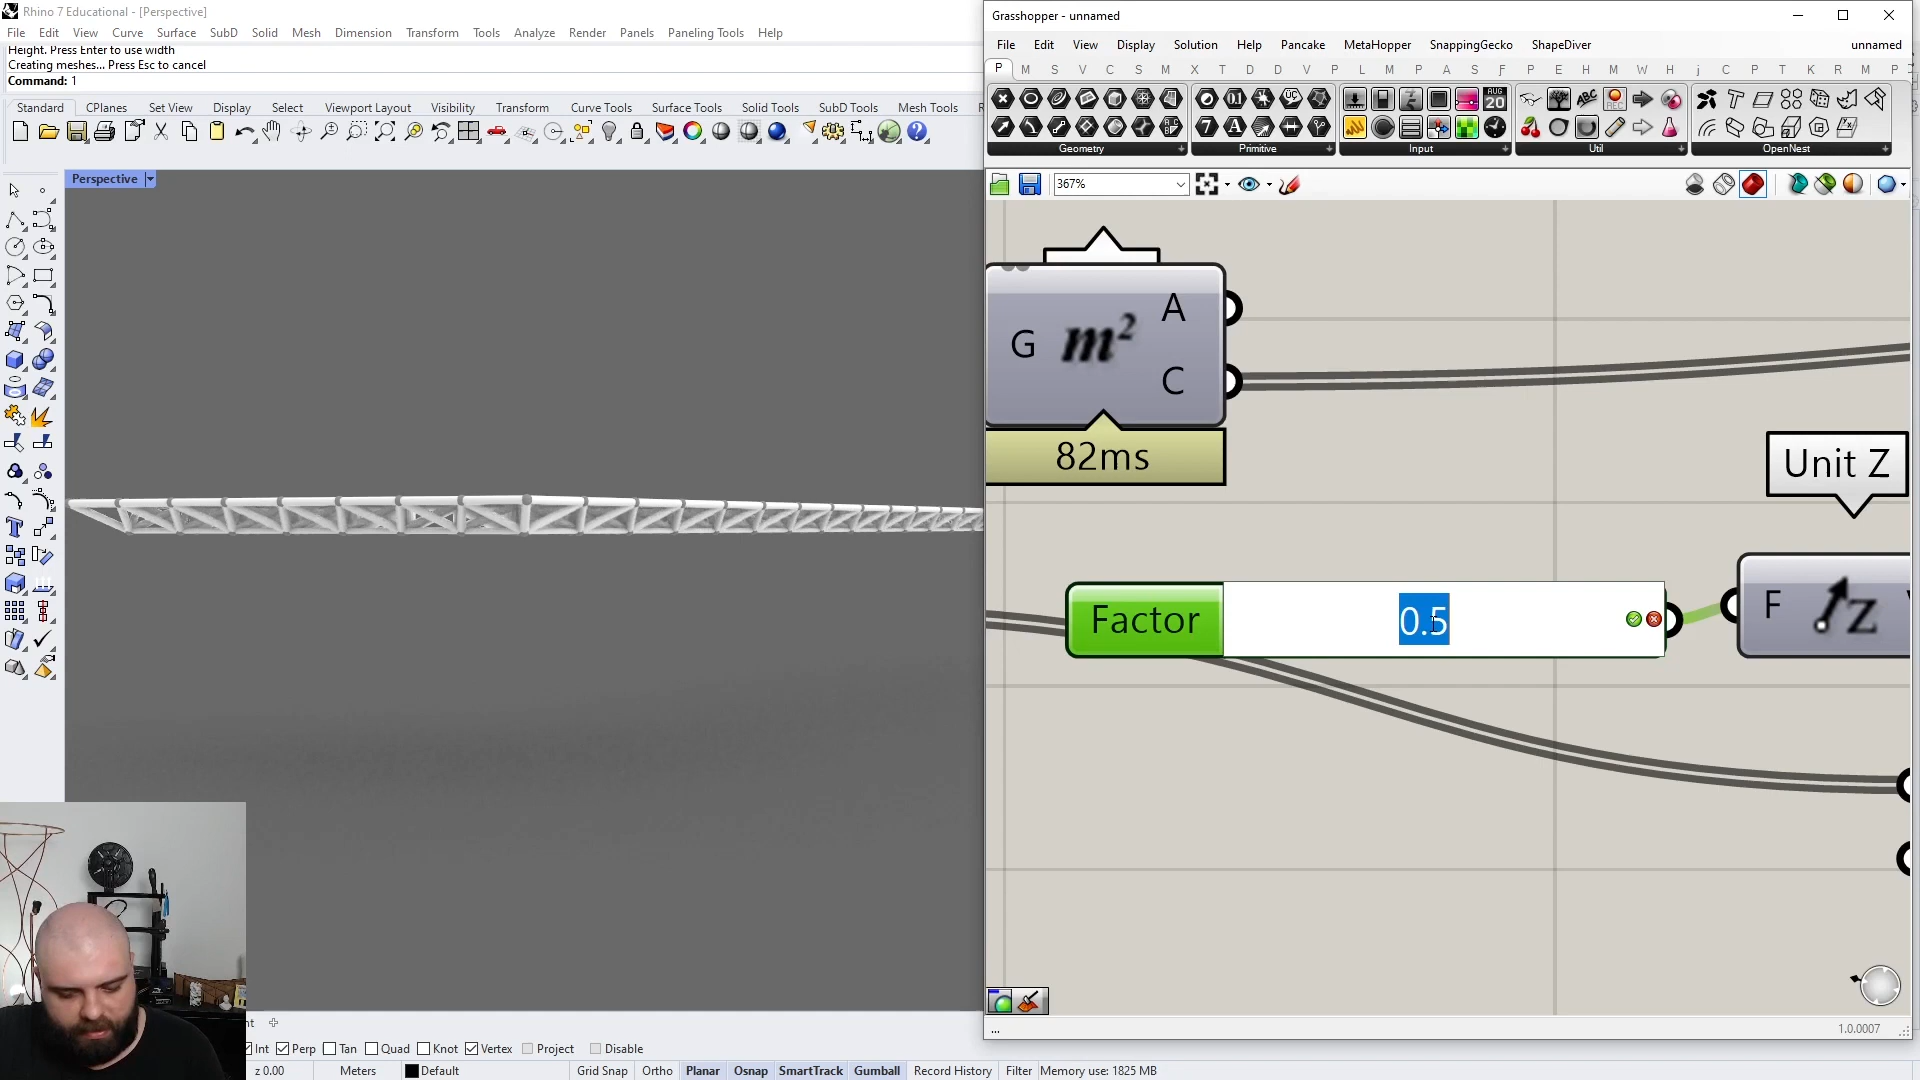 Rhino 7 Educational - [Perspective]
File Edit View Curve Surface SubD Solid Mesh Dimension Transform Tools Analyze Render Panels Paneling Tools Help
Height. Press Enter to use width
Creating meshes... Press Esc to cancel
Command: 1
Standard CPlanes Set View Display Select Viewport Layout Visibility Transform Curve Tools Surface Tools Solid Tools SubD Tools Mesh Tools
Perspective
Grasshopper - unnamed
File Edit View Display Solution Help Pancake MetaHopper SnappingGecko ShapeDiver unnamed
P M S V C S M X T D D V P L M P A S F P E H M W H j C P T K R M P
Geometry Primitive Input Util OpenNest
367%
A
G m²
C
82ms
Unit Z
Factor 0.5
F Z
...
1.0.0007
Int Perp Tan Quad Knot Vertex Project Disable
z 0.00 Meters Default Grid Snap Ortho Planar Osnap SmartTrack Gumball Record History Filter Memory use: 1825 MB